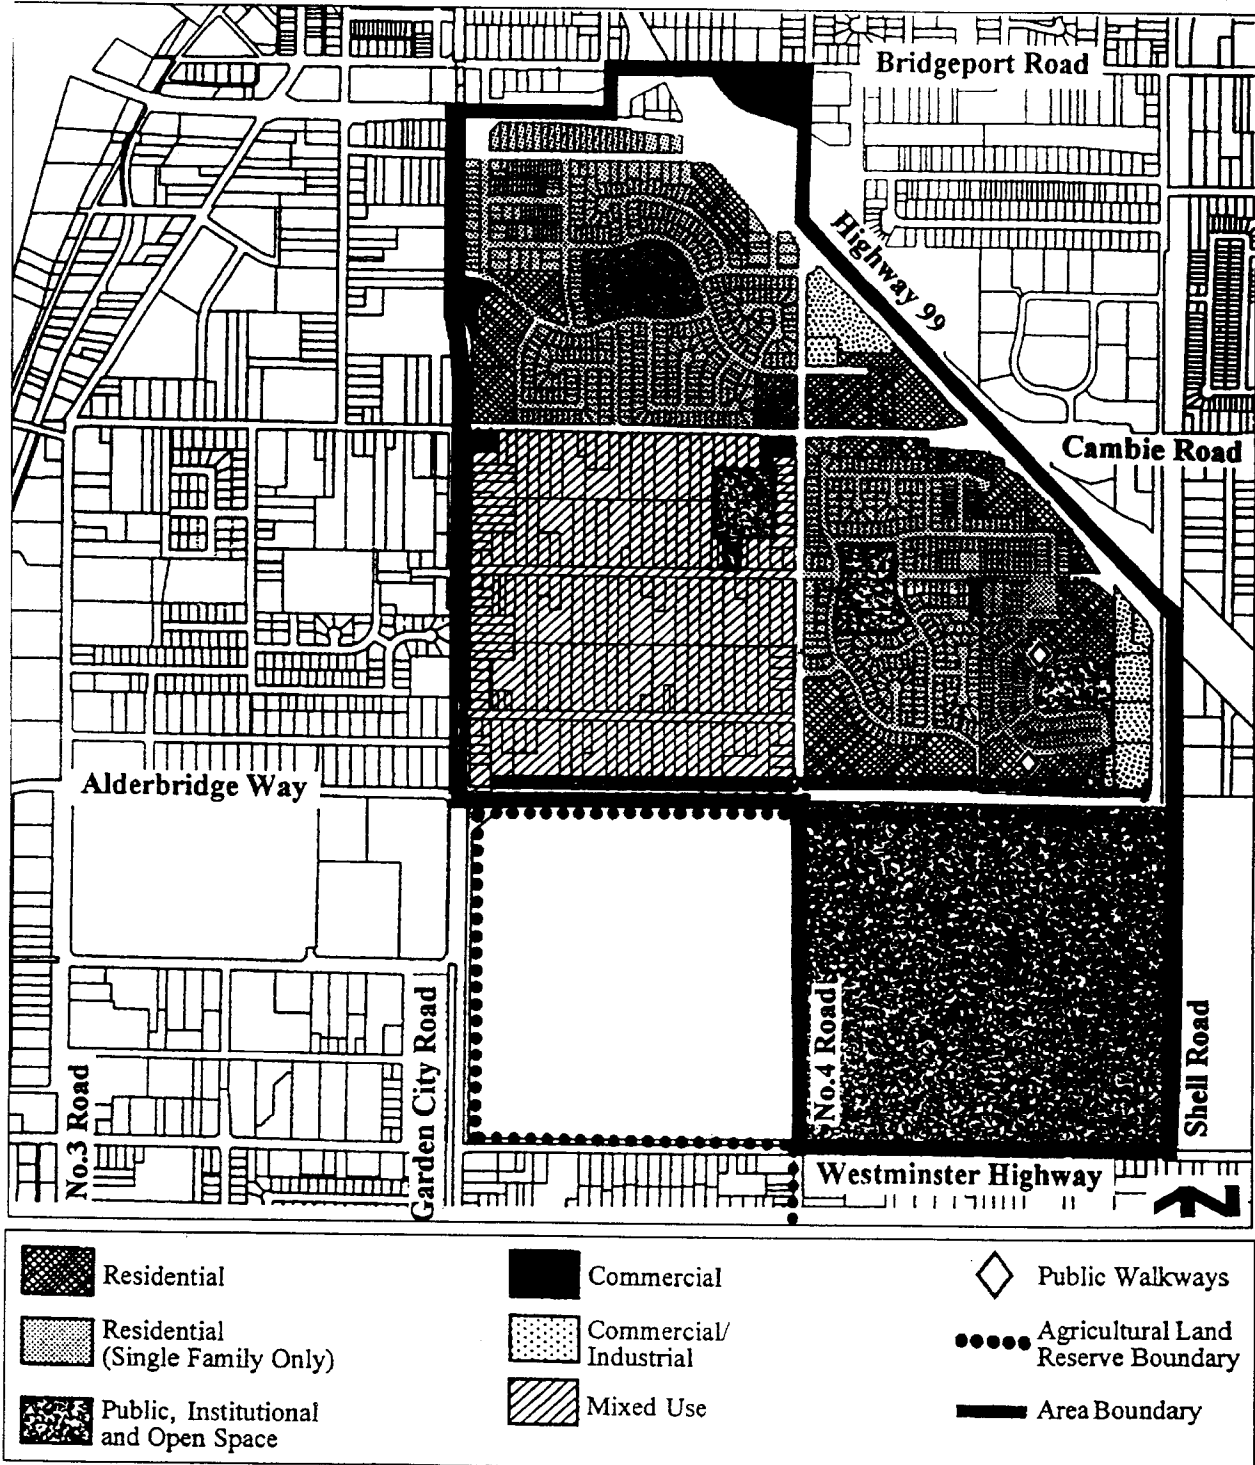 Bridgeport Road
Highway 99
Cambie Road
Alderbridge Way
No.3 Road
Garden City Road
No.4 Road
Shell Road
Westminster Highway
N
Residential
Residential
(Single Family Only)
Public, Institutional
and Open Space
Commercial
Commercial/
Industrial
Mixed Use
Public Walkways
Agricultural Land
Reserve Boundary
Area Boundary